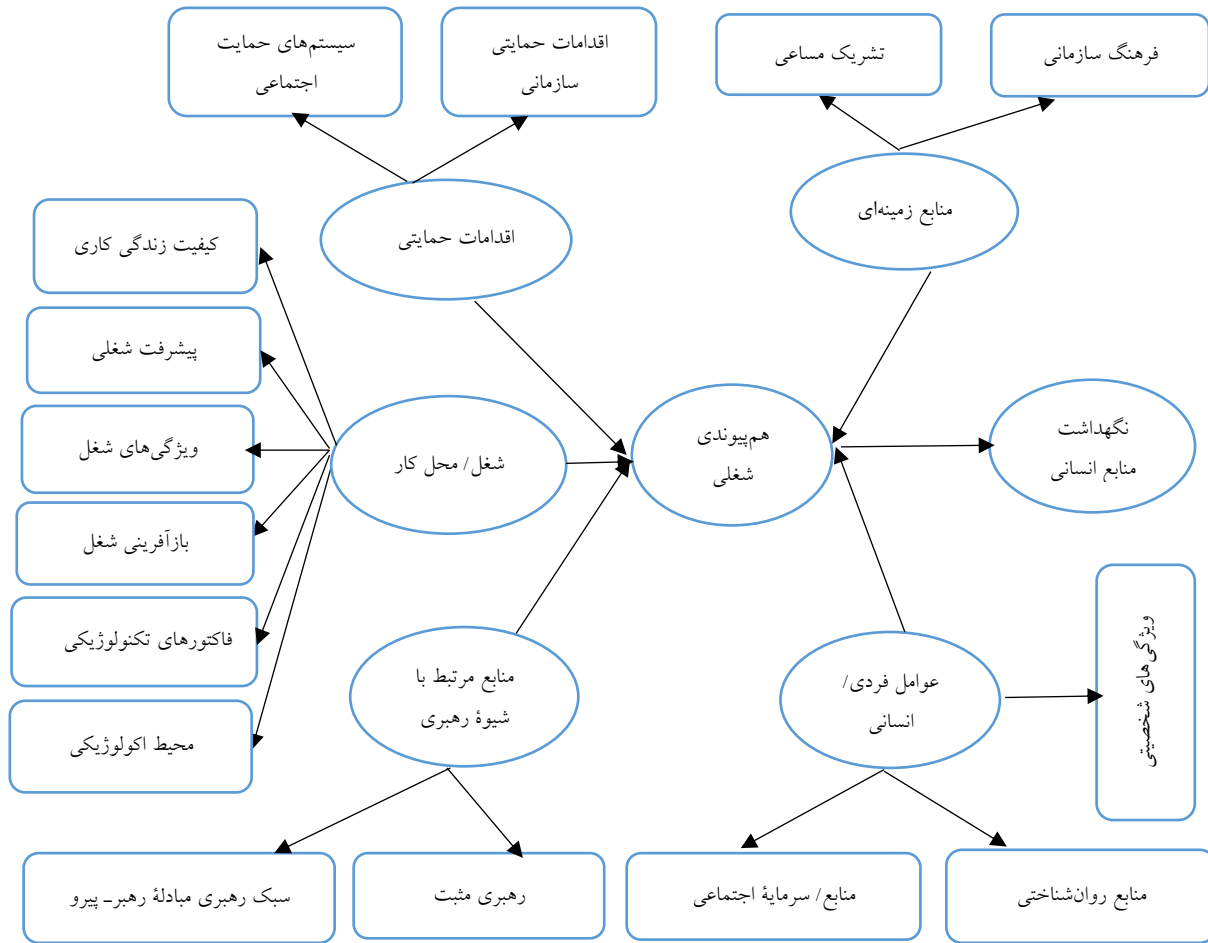 فرهنگ سازمانی
تشریک مساعی
اقدامات حمایتی
سازمانی
سیستم‌های حمایت
اجتماعی
منابع زمینه‌ای
اقدامات حمایتی
کیفیت زندگی کاری
پیشرفت شغلی
ویژگی‌های شغل
بازآفرینی شغل
فاکتورهای تکنولوژیکی
محیط اکولوژیکی
شغل/ محل کار
هم‌پیوندی
شغلی
نگهداشت
منابع انسانی
منابع مرتبط با
شیوهٔ رهبری
عوامل فردی/
انسانی
ویژگی‌های شخصیتی
منابع روان‌شناختی
منابع/ سرمایهٔ اجتماعی
رهبری مثبت
سبک رهبری مبادلهٔ رهبر_ پیرو